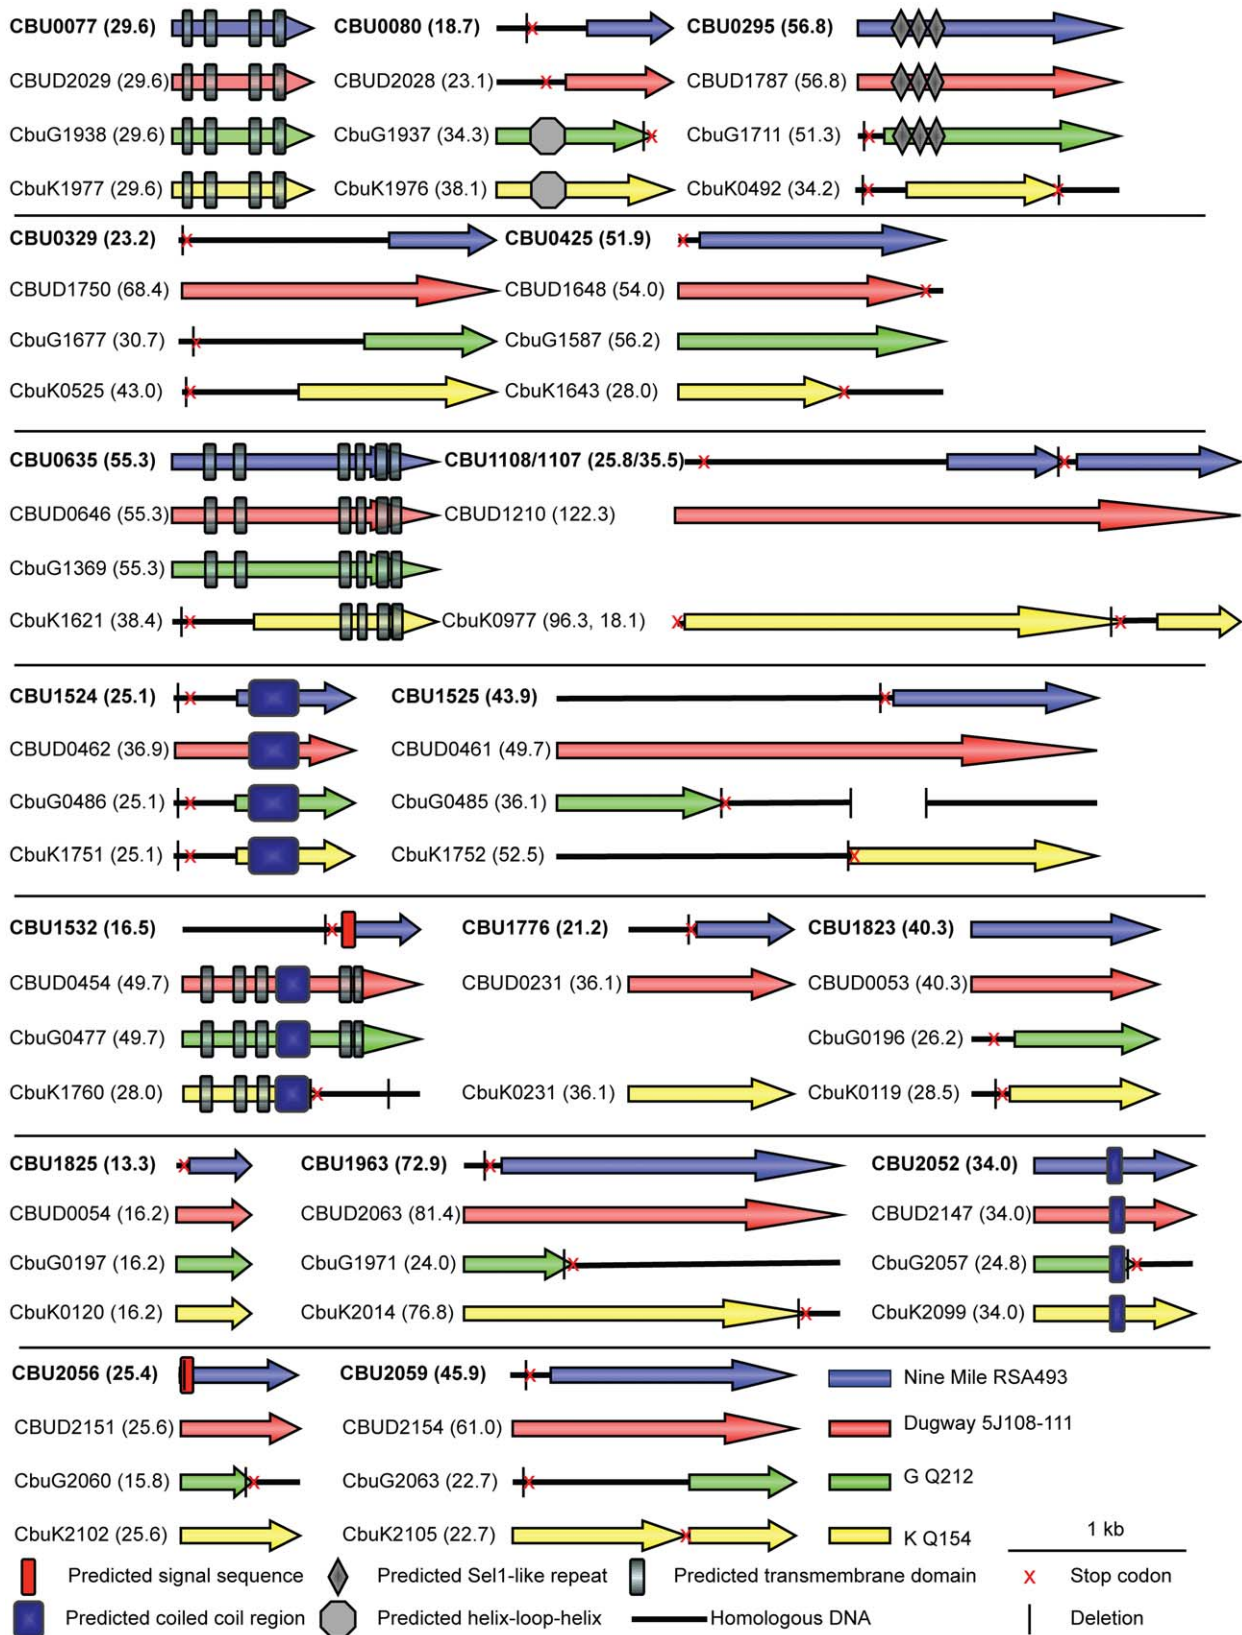 CBU0077 (29.6) CBU0080 (18.7) CBU0295 (56.8)
CBUD2029 (29.6) CBUD2028 (23.1) CBUD1787 (56.8)
CbuG1938 (29.6) CbuG1937 (34.3) CbuG1711 (51.3)
CbuK1977 (29.6) CbuK1976 (38.1) CbuK0492 (34.2)
CBU0329 (23.2) CBU0425 (51.9)
CBUD1750 (68.4) CBUD1648 (54.0)
CbuG1677 (30.7) CbuG1587 (56.2)
CbuK0525 (43.0) CbuK1643 (28.0)
CBU0635 (55.3) CBU1108/1107 (25.8/35.5)
CBUD0646 (55.3) CBUD1210 (122.3)
CbuG1369 (55.3)
CbuK1621 (38.4) CbuK0977 (96.3, 18.1)
CBU1524 (25.1) CBU1525 (43.9)
CBUD0462 (36.9) CBUD0461 (49.7)
CbuG0486 (25.1) CbuG0485 (36.1)
CbuK1751 (25.1) CbuK1752 (52.5)
CBU1532 (16.5) CBU1776 (21.2) CBU1823 (40.3)
CBUD0454 (49.7) CBUD0231 (36.1) CBUD0053 (40.3)
CbuG0477 (49.7) CbuG0196 (26.2)
CbuK1760 (28.0) CbuK0231 (36.1) CbuK0119 (28.5)
CBU1825 (13.3) CBU1963 (72.9) CBU2052 (34.0)
CBUD0054 (16.2) CBUD2063 (81.4) CBUD2147 (34.0)
CbuG0197 (16.2) CbuG1971 (24.0) CbuG2057 (24.8)
CbuK0120 (16.2) CbuK2014 (76.8) CbuK2099 (34.0)
CBU2056 (25.4) CBU2059 (45.9) Nine Mile RSA493
CBUD2151 (25.6) CBUD2154 (61.0) Dugway 5J108-111
CbuG2060 (15.8) CbuG2063 (22.7) G Q212
CbuK2102 (25.6) CbuK2105 (22.7) K Q154 1 kb
Predicted signal sequence Predicted Sel1-like repeat Predicted transmembrane domain x Stop codon
Predicted coiled coil region Predicted helix-loop-helix Homologous DNA Deletion